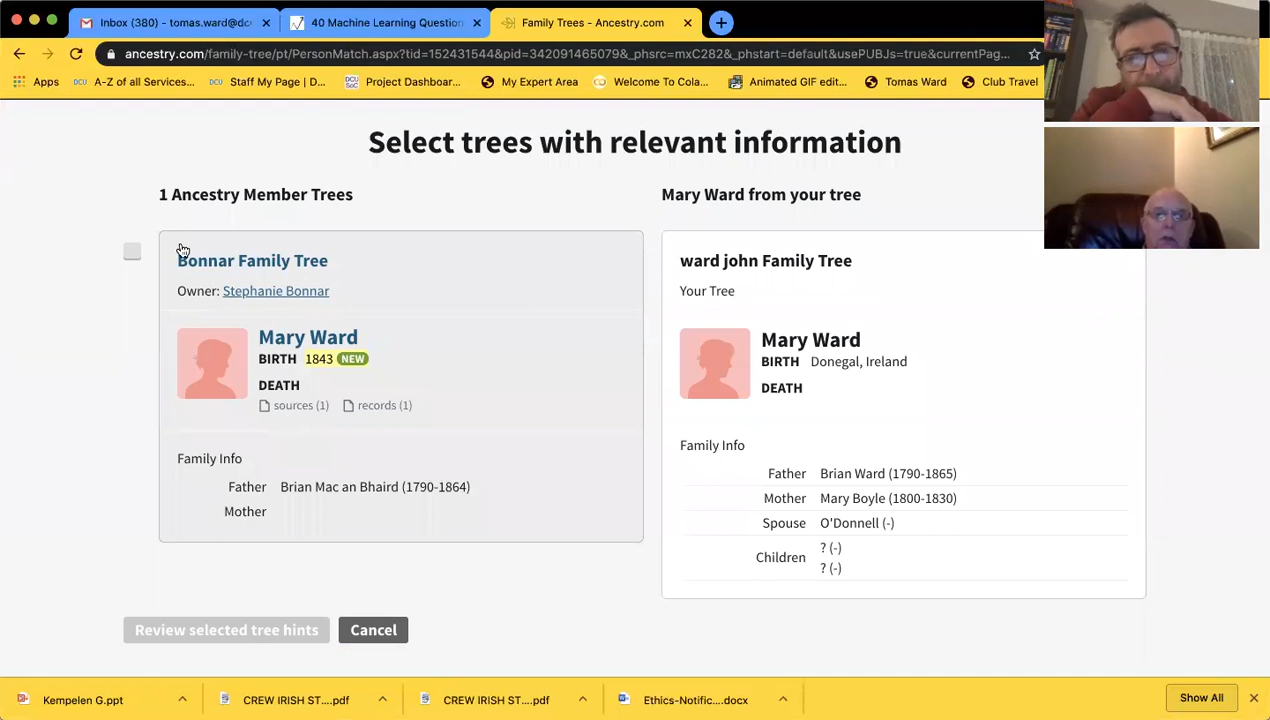 Inbox (380) - tomas.ward@dc
40 Machine Learning Question
Family Trees - Ancestry.com
ancestry.com/family-tree/pt/PersonMatch.aspx?tid=152431544&pid=342091465079&_phsrc=mxC282&_phstart=default&usePUBJs=true&currentPag...
Apps
DCU A-Z of all Services...
DCU Staff My Page | D...
Project Dashboar...
My Expert Area
Welcome To Cola...
Animated GIF edit...
Tomas Ward
Club Travel
Select trees with relevant information
1 Ancestry Member Trees
Mary Ward from your tree
Bonnar Family Tree
Owner: Stephanie Bonnar
Mary Ward
BIRTH 1843 NEW
DEATH
sources (1) records (1)
Family Info
Father Brian Mac an Bhaird (1790-1864)
Mother
ward john Family Tree
Your Tree
Mary Ward
BIRTH Donegal, Ireland
DEATH
Family Info
Father Brian Ward (1790-1865)
Mother Mary Boyle (1800-1830)
Spouse O'Donnell (-)
Children ? (-)
? (-)
Review selected tree hints
Cancel
Kempelen G.ppt
CREW IRISH ST....pdf
CREW IRISH ST....pdf
Ethics-Notific....docx
Show All